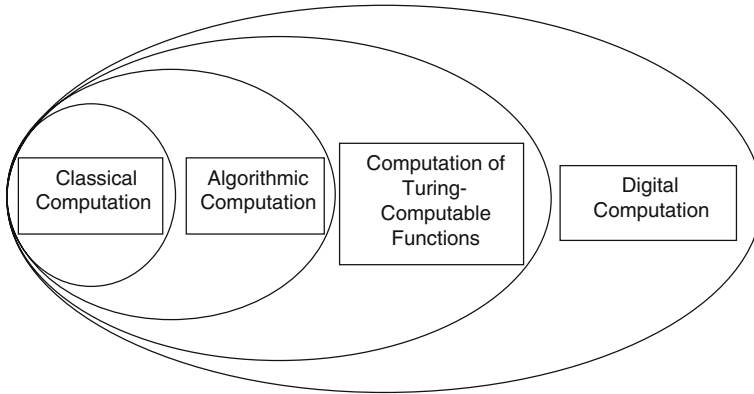 Classical
Computation
Algorithmic
Computation
Computation of
Turing-
Computable
Functions
Digital
Computation